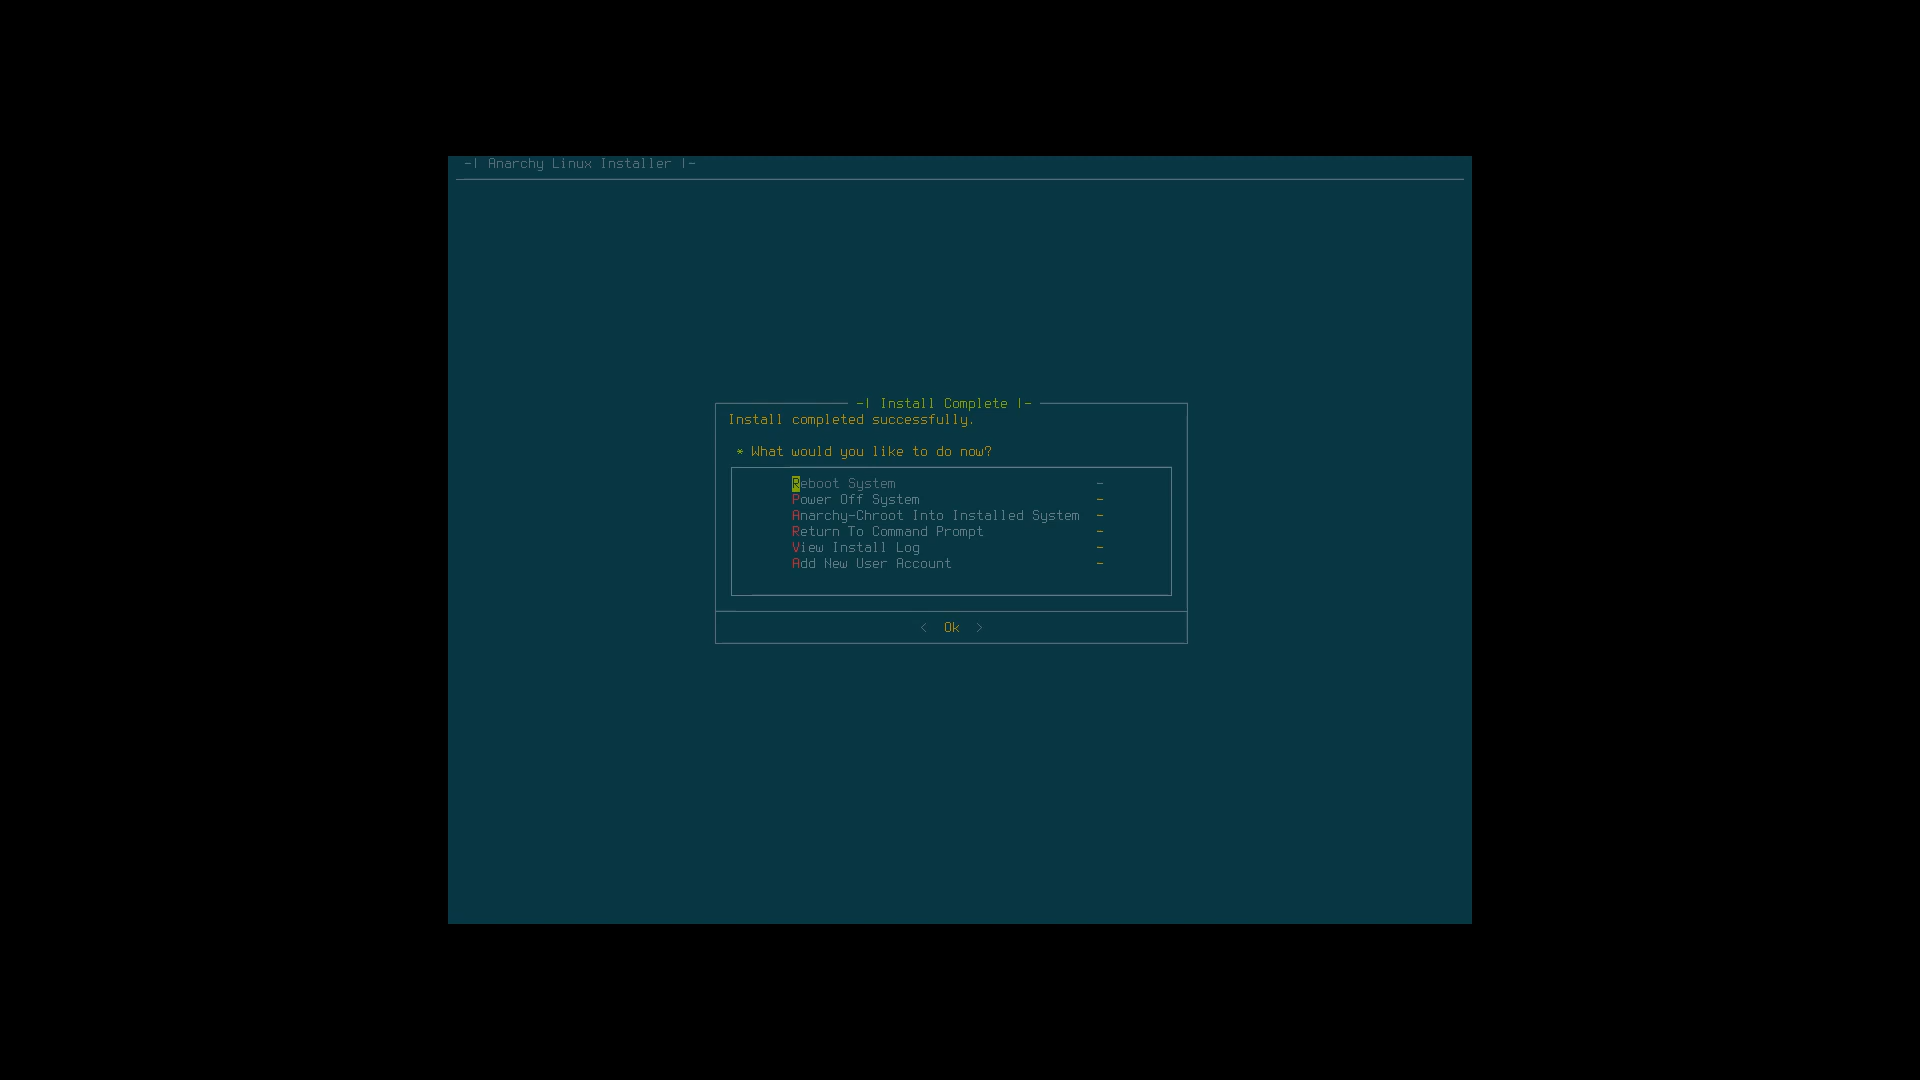 -| Anarchy Linux Installer |-
-| Install Complete |-
Install completed successfully.
* What would you like to do now?
Reboot System -
Power Off System -
Anarchy-Chroot Into Installed System -
Return To Command Prompt -
View Install Log -
Add New User Account -
< Ok >